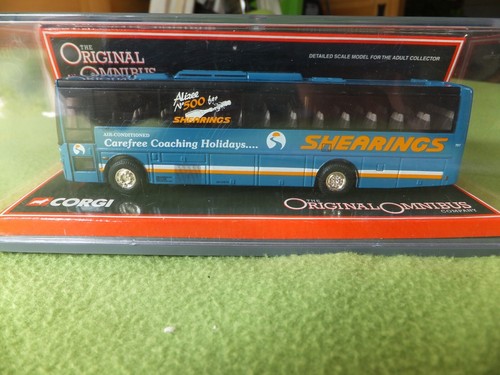 THE
ORIGINAL
OMNIBUS
DETAILED SCALE MODEL FOR THE ADULT COLLECTOR
500 for
SHEARINGS
AIR-CONDITIONED
Carefree Coaching Holidays....
SHEARINGS
CORGI
THE
ORIGINAL OMNIBUS
COMPANY